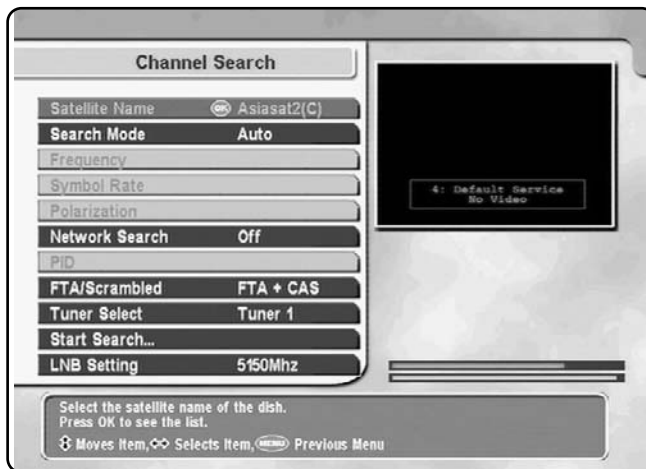 Channel Search
Satellite Name OK Asiasat2(C)
Search Mode Auto
Frequency
Symbol Rate
Polarization
Network Search Off
PID
FTA/Scrambled FTA + CAS
Tuner Select Tuner 1
Start Search...
LNB Setting 5150Mhz
4: Default Service
No Video
Select the satellite name of the dish.
Press OK to see the list.
Moves Item, Selects Item, MENU Previous Menu